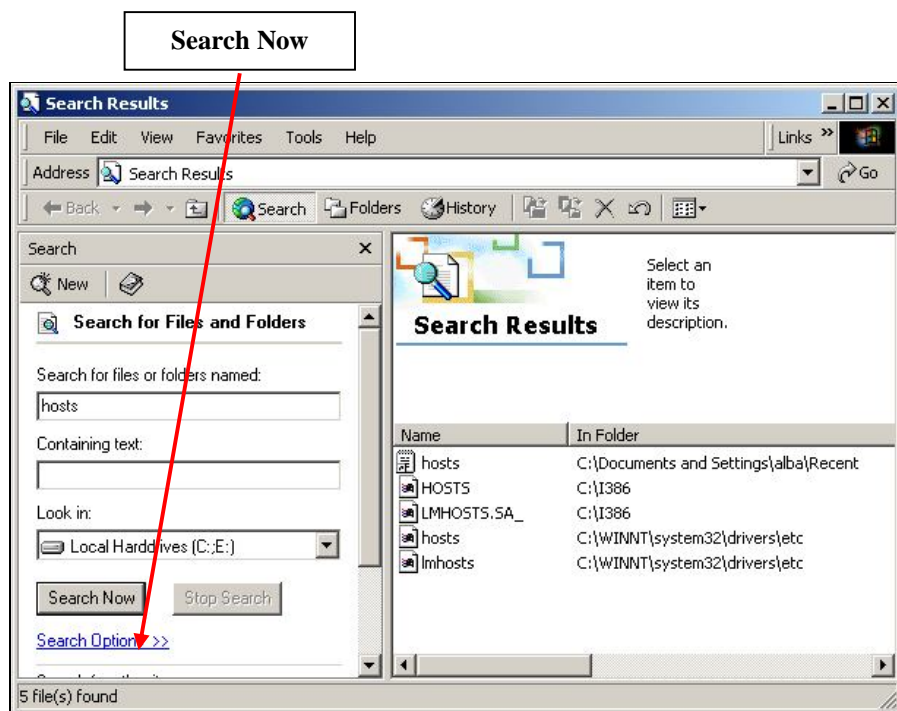 Search Now
Search Results
File Edit View Favorites Tools Help
Links »
Address Search Results
Go
Back
Search
Folders
History
Search
New
Search for Files and Folders
Search for files or folders named:
hosts
Containing text:
Look in:
Local Harddrives (C:;E:)
Search Now
Stop Search
Search Options >>
Search Results
Select an
item to
view its
description.
Name In Folder
hosts C:\Documents and Settings\alba\Recent
HOSTS C:\I386
LMHOSTS.SA_ C:\I386
hosts C:\WINNT\system32\drivers\etc
lmhosts C:\WINNT\system32\drivers\etc
5 file(s) found